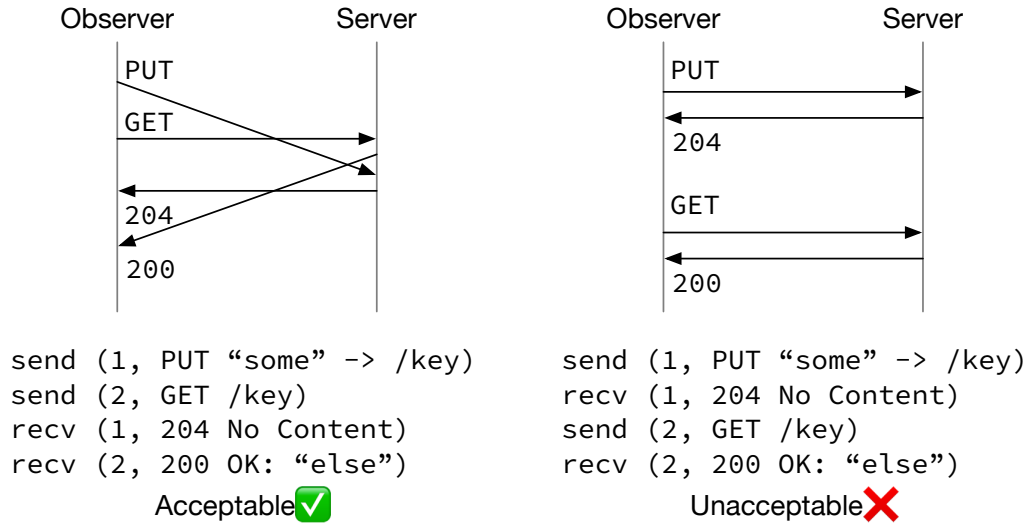 Observer Server
PUT
GET
204
200
send (1, PUT “some” -> /key)
send (2, GET /key)
recv (1, 204 No Content)
recv (2, 200 OK: “else”)
Acceptable✅
Observer Server
PUT
204
GET
200
send (1, PUT “some” -> /key)
recv (1, 204 No Content)
send (2, GET /key)
recv (2, 200 OK: “else”)
Unacceptable❌